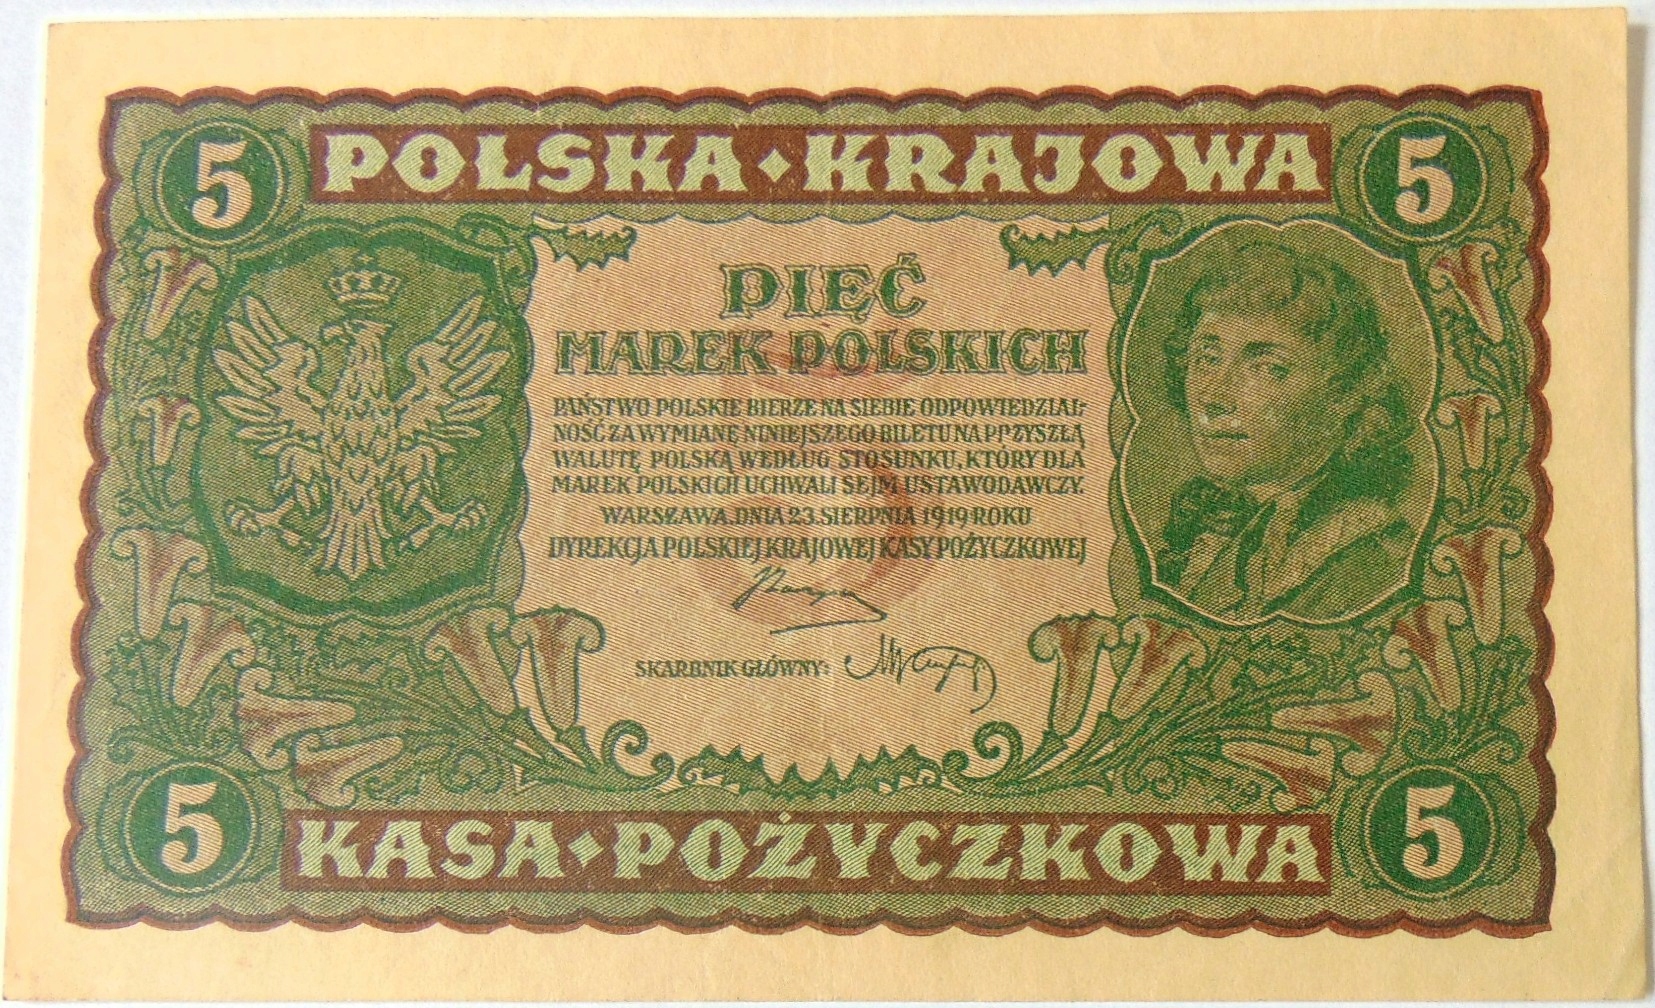 5 POLSKA·KRAJOWA 5
PIĘĆ
MAREK POLSKICH
PAŃSTWO POLSKIE BIERZE NA SIEBIE ODPOWIEDZIAL-
NOŚĆ ZA WYMIANĘ NINIEJSZEGO BILETU NA PRZYSZŁĄ
WALUTĘ POLSKĄ WEDŁUG STOSUNKU, KTÓRY DLA
MAREK POLSKICH UCHWALI SEJM USTAWODAWCZY.
WARSZAWA, DNIA 23. SIERPNIA 1919 ROKU
DYREKCJA POLSKIEJ KRAJOWEJ KASY POŻYCZKOWEJ
SKARBNIK GŁÓWNY:
5 KASA·POŻYCZKOWA 5